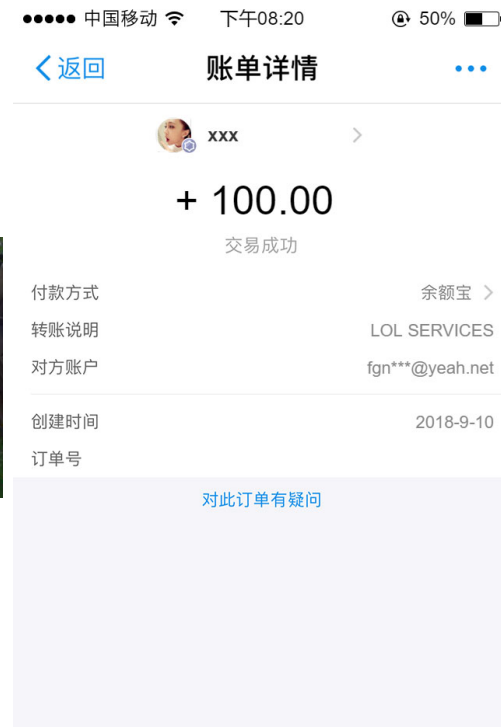 中国移动 下午08:20 50%
返回 账单详情
xxx
+ 100.00
交易成功
付款方式 余额宝
转账说明 LOL SERVICES
对方账户 fgn***@yeah.net
创建时间 2018-9-10
订单号
对此订单有疑问